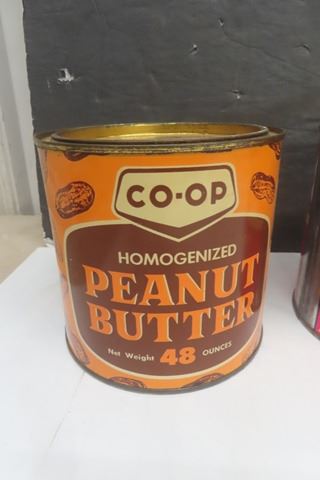 CO-OP
HOMOGENIZED
PEANUT
BUTTER
Net Weight 48 OUNCES